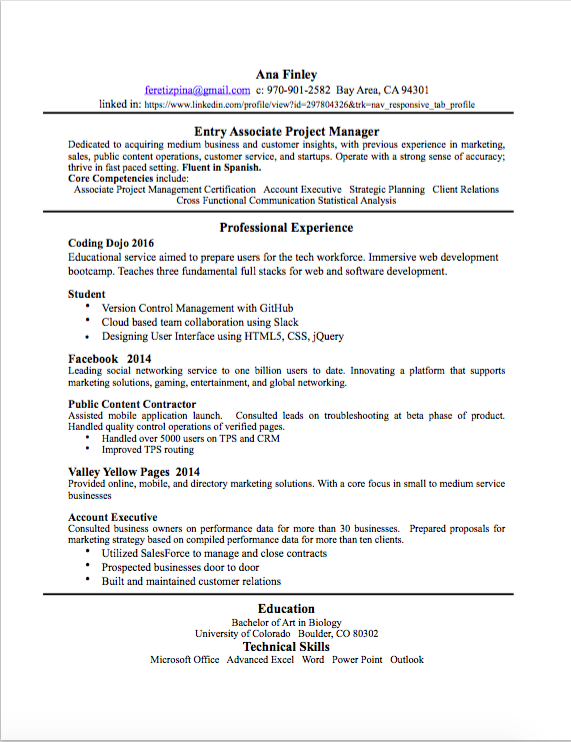 Ana Finley
feretizpina@gmail.com c: 970-901-2582 Bay Area, CA 94301
linked in: https://www.linkedin.com/profile/view?id=297804326&trk=nav_responsive_tab_profile
Entry Associate Project Manager
Dedicated to acquiring medium business and customer insights, with previous experience in marketing,
sales, public content operations, customer service, and startups. Operate with a strong sense of accuracy;
thrive in fast paced setting. Fluent in Spanish.
Core Competencies include:
Associate Project Management Certification Account Executive Strategic Planning Client Relations
Cross Functional Communication Statistical Analysis
Professional Experience
Coding Dojo 2016
Educational service aimed to prepare users for the tech workforce. Immersive web development
bootcamp. Teaches three fundamental full stacks for web and software development.
Student
• Version Control Management with GitHub
• Cloud based team collaboration using Slack
• Designing User Interface using HTML5, CSS, jQuery
Facebook 2014
Leading social networking service to one billion users to date. Innovating a platform that supports
marketing solutions, gaming, entertainment, and global networking.
Public Content Contractor
Assisted mobile application launch. Consulted leads on troubleshooting at beta phase of product.
Handled quality control operations of verified pages.
• Handled over 5000 users on TPS and CRM
• Improved TPS routing
Valley Yellow Pages 2014
Provided online, mobile, and directory marketing solutions. With a core focus in small to medium service
businesses
Account Executive
Consulted business owners on performance data for more than 30 businesses. Prepared proposals for
marketing strategy based on compiled performance data for more than ten clients.
• Utilized SalesForce to manage and close contracts
• Prospected businesses door to door
• Built and maintained customer relations
Education
Bachelor of Art in Biology
University of Colorado Boulder, CO 80302
Technical Skills
Microsoft Office Advanced Excel Word Power Point Outlook